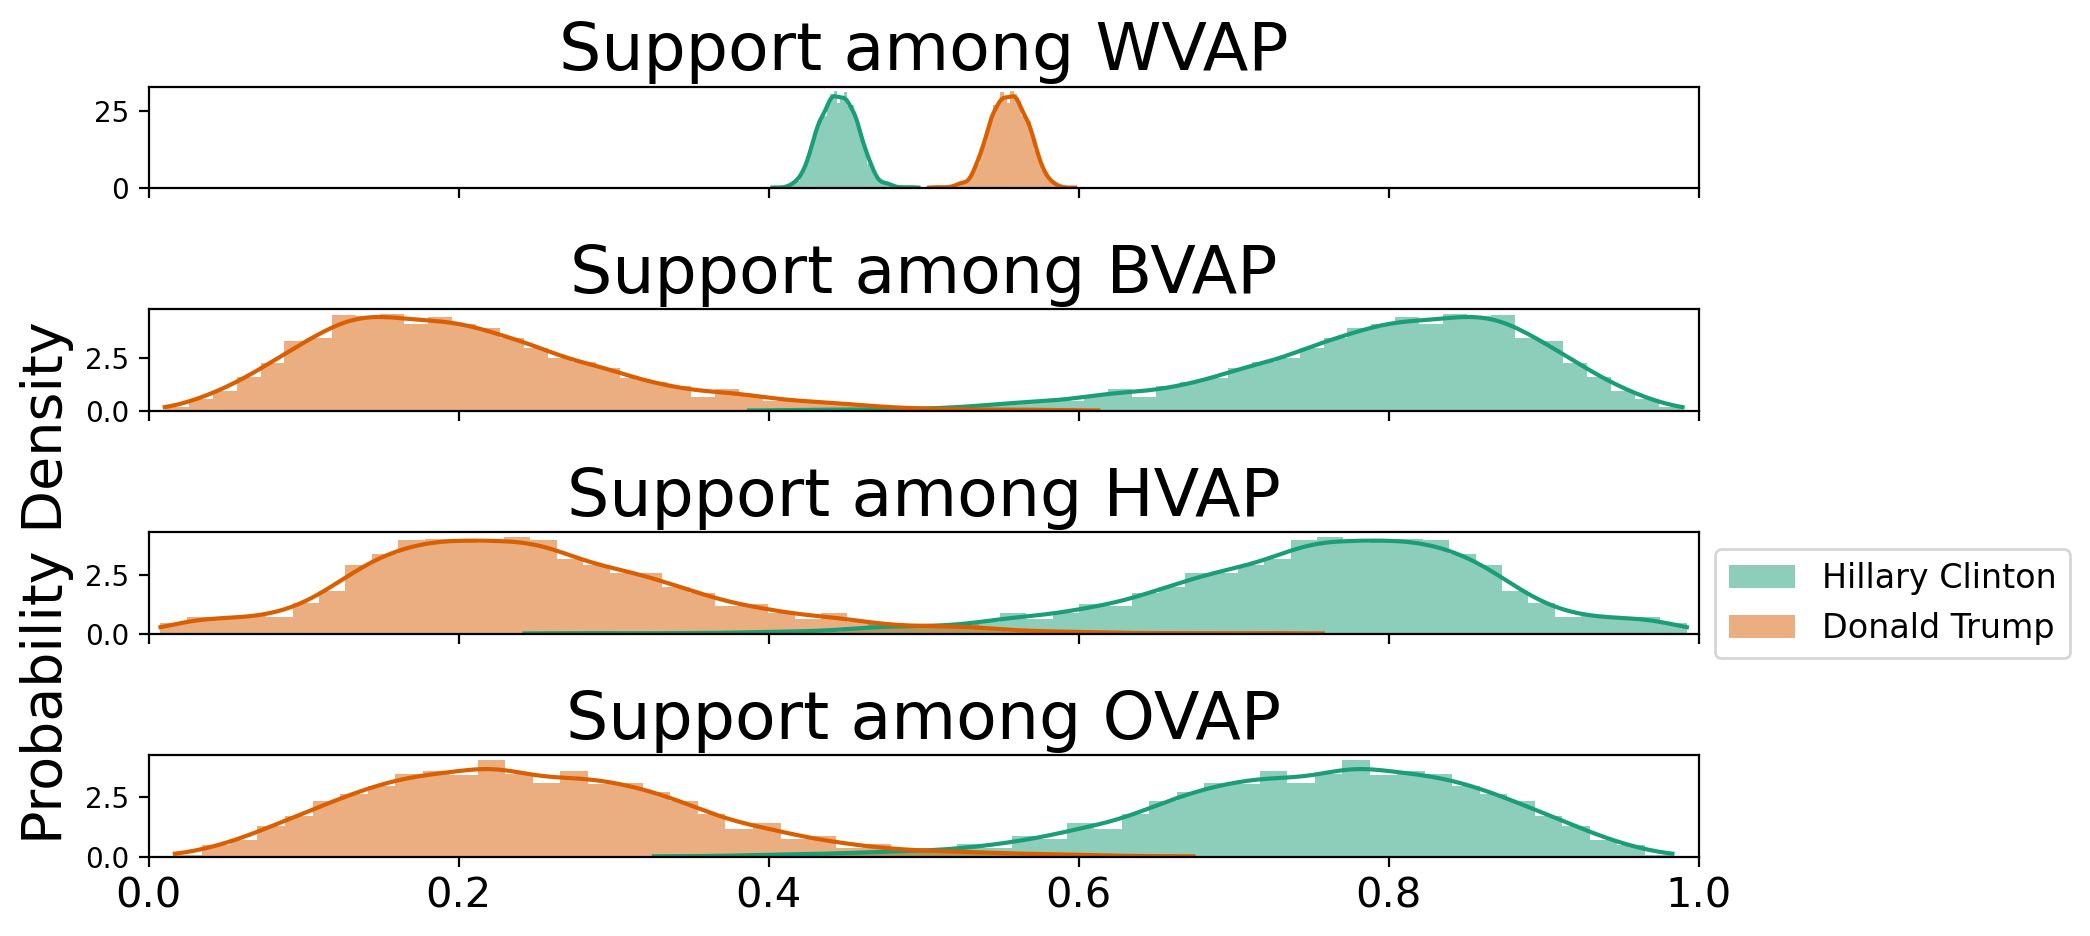 Support among WVAP
25
0
Support among BVAP
2.5
0.0
Support among HVAP
2.5
0.0
Support among OVAP
2.5
0.0
0.0 0.2 0.4 0.6 0.8 1.0
Probability Density
Hillary Clinton
Donald Trump